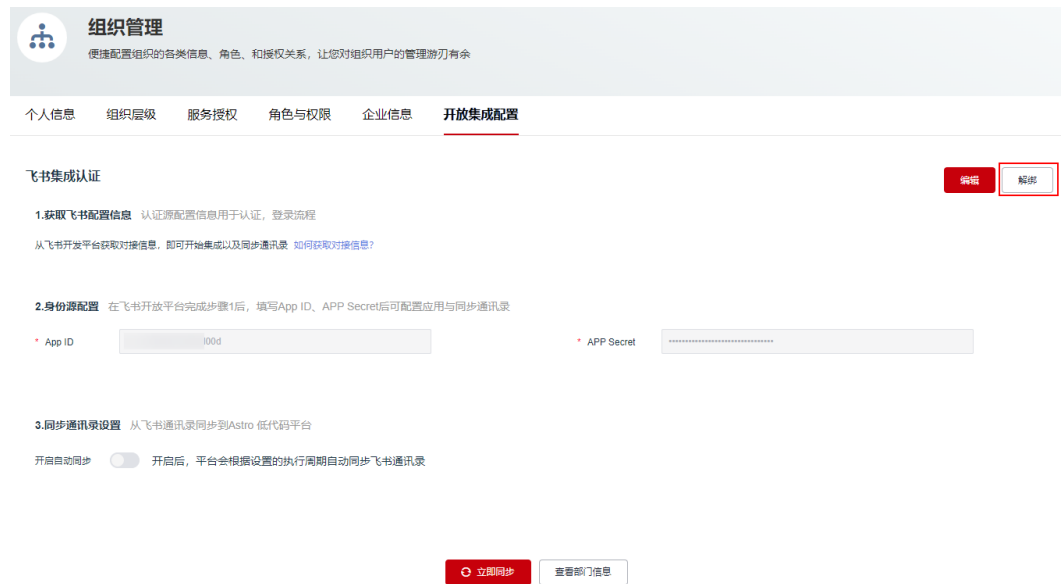 组织管理
便捷配置组织的各类信息、角色、和授权关系，让您对组织用户的管理游刃有余
个人信息 组织层级 服务授权 角色与权限 企业信息 开放集成配置
飞书集成认证 编辑 解绑
1.获取飞书配置信息 认证源配置信息用于认证，登录流程
从飞书开发平台获取对接信息，即可开始集成以及同步通讯录 如何获取对接信息？
2.身份源配置 在飞书开放平台完成步骤1后，填写App ID、APP Secret后可配置应用与同步通讯录
* App ID 00d * APP Secret ••••••••••••••••••••••••••••••••
3.同步通讯录设置 从飞书通讯录同步到Astro 低代码平台
开启自动同步 开启后，平台会根据设置的执行周期自动同步飞书通讯录
立即同步 查看部门信息